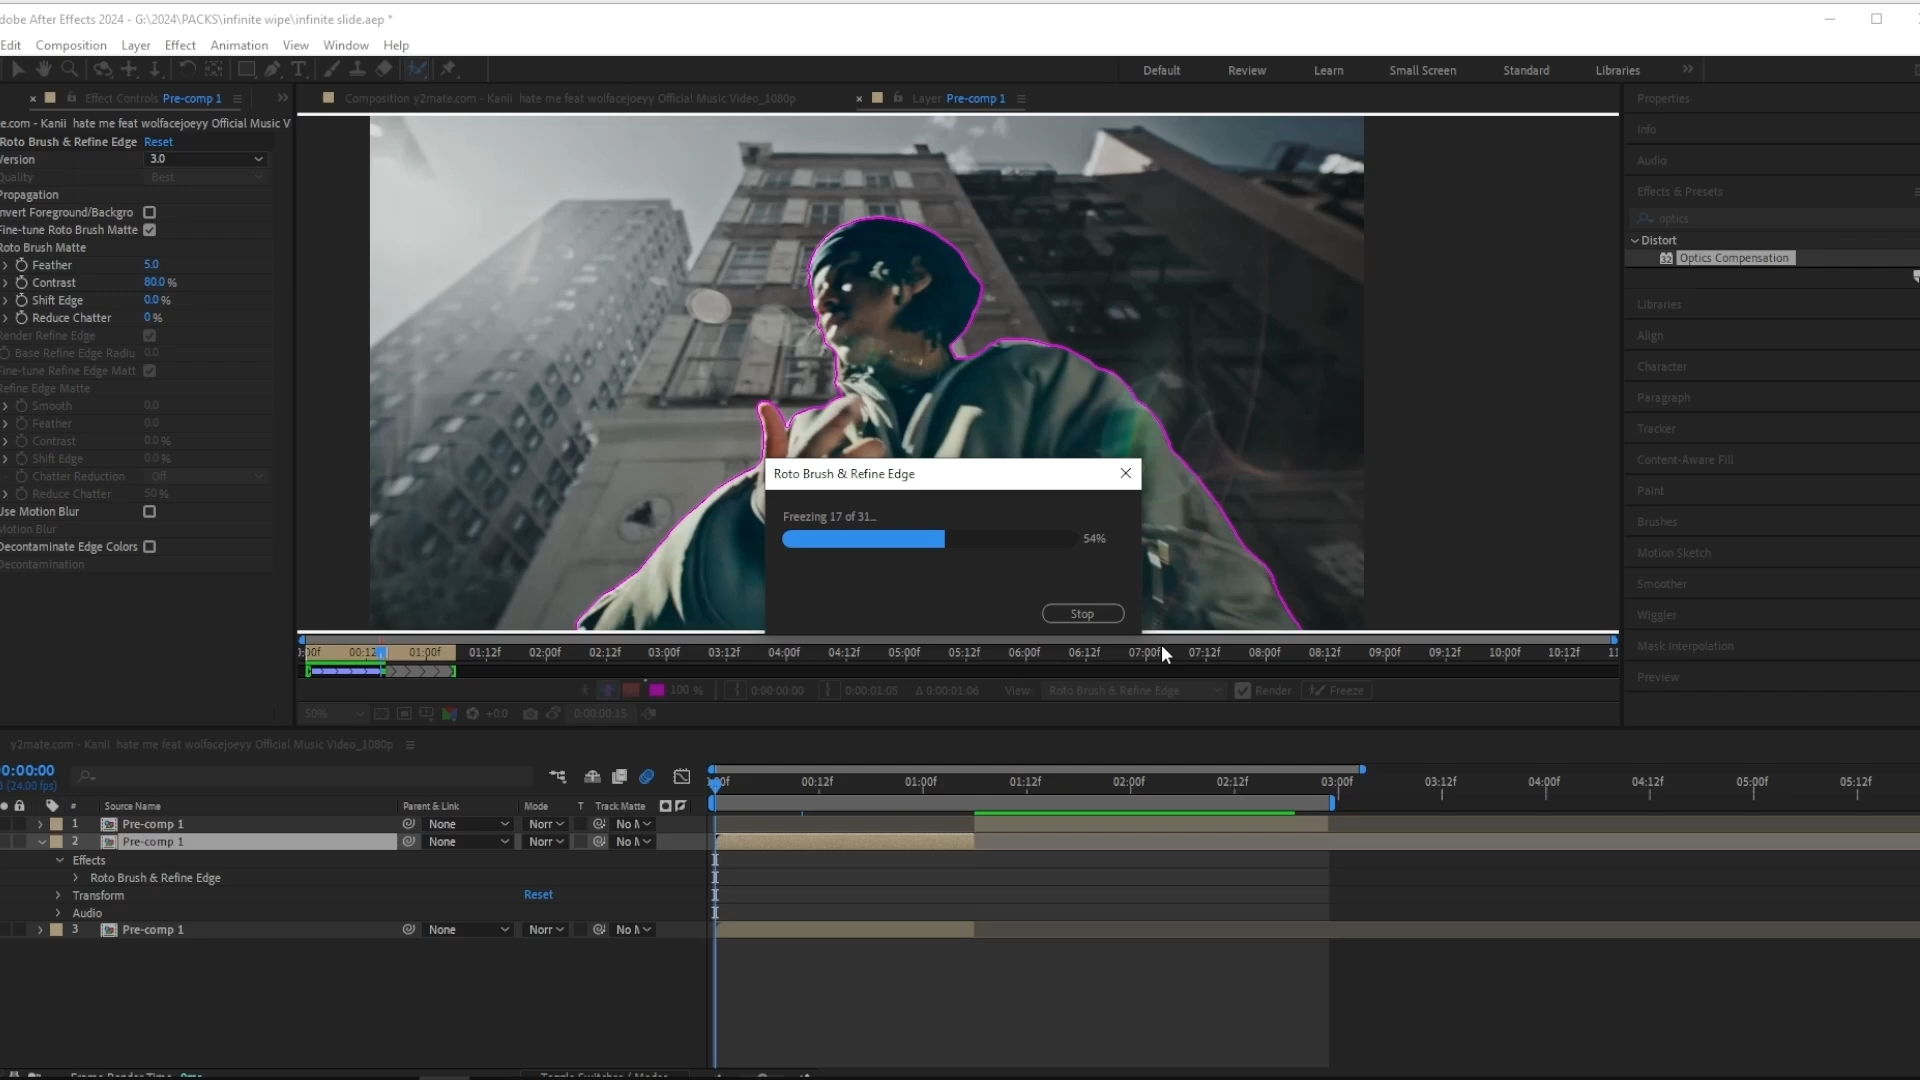 dobe After Effects 2024 - G:\2024\PACKS\infinite wipe\infinite slide.aep *
Edit Composition Layer Effect Animation View Window Help
Default Review Learn Small Screen Standard Libraries
Effect Controls Pre-comp 1
Composition y2mate.com - Kanii hate me feat wolfacejoeyy Official Music Video_1080p
Layer Pre-comp 1
e.com - Kanii hate me feat wolfacejoeyy Official Music V
Roto Brush & Refine Edge Reset
Version 3.0
Quality Best
Propagation
nvert Foreground/Backgro
Fine-tune Roto Brush Matte
Roto Brush Matte
Feather 5.0
Contrast 80.0 %
Shift Edge 0.0 %
Reduce Chatter 0 %
Render Refine Edge
Base Refine Edge Radiu 0.0
Fine-tune Refine Edge Matt
Refine Edge Matte
Smooth 0.0
Feather 0.0
Contrast 0.0 %
Shift Edge 0.0 %
Chatter Reduction Off
Reduce Chatter 50 %
Use Motion Blur
Motion Blur
Decontaminate Edge Colors
Decontamination
Roto Brush & Refine Edge
Freezing 17 of 31...
54%
Stop
Properties
Info
Audio
Effects & Presets
optics
Distort
32 Optics Compensation
Libraries
Align
Character
Paragraph
Tracker
Content-Aware Fill
Paint
Brushes
Motion Sketch
Smoother
Wiggler
Mask Interpolation
Preview
):00f 00:12 01:00f 01:12f 02:00f 02:12f 03:00f 03:12f 04:00f 04:12f 05:00f 05:12f 06:00f 06:12f 07:00f 07:12f 08:00f 08:12f 09:00f 09:12f 10:00f 10:12f 11
100 % 0:00:00:00 0:00:01:05 Δ 0:00:01:06 View: Roto Brush & Refine Edge Render Freeze
50% +0.0 0:00:00:15
y2mate.com - Kanii hate me feat wolfacejoeyy Official Music Video_1080p
0:00:00
(24.00 fps)
00:12f 01:00f 01:12f 02:00f 02:12f 03:00f 03:12f 04:00f 04:12f 05:00f 05:12f
# Source Name Parent & Link Mode T Track Matte
1 Pre-comp 1 None Norr No M
2 Pre-comp 1 None Norr No M
Effects
Roto Brush & Refine Edge
Transform Reset
Audio
3 Pre-comp 1 None Norr No M
Frame Render Time 0ms Toggle Switches / Modes